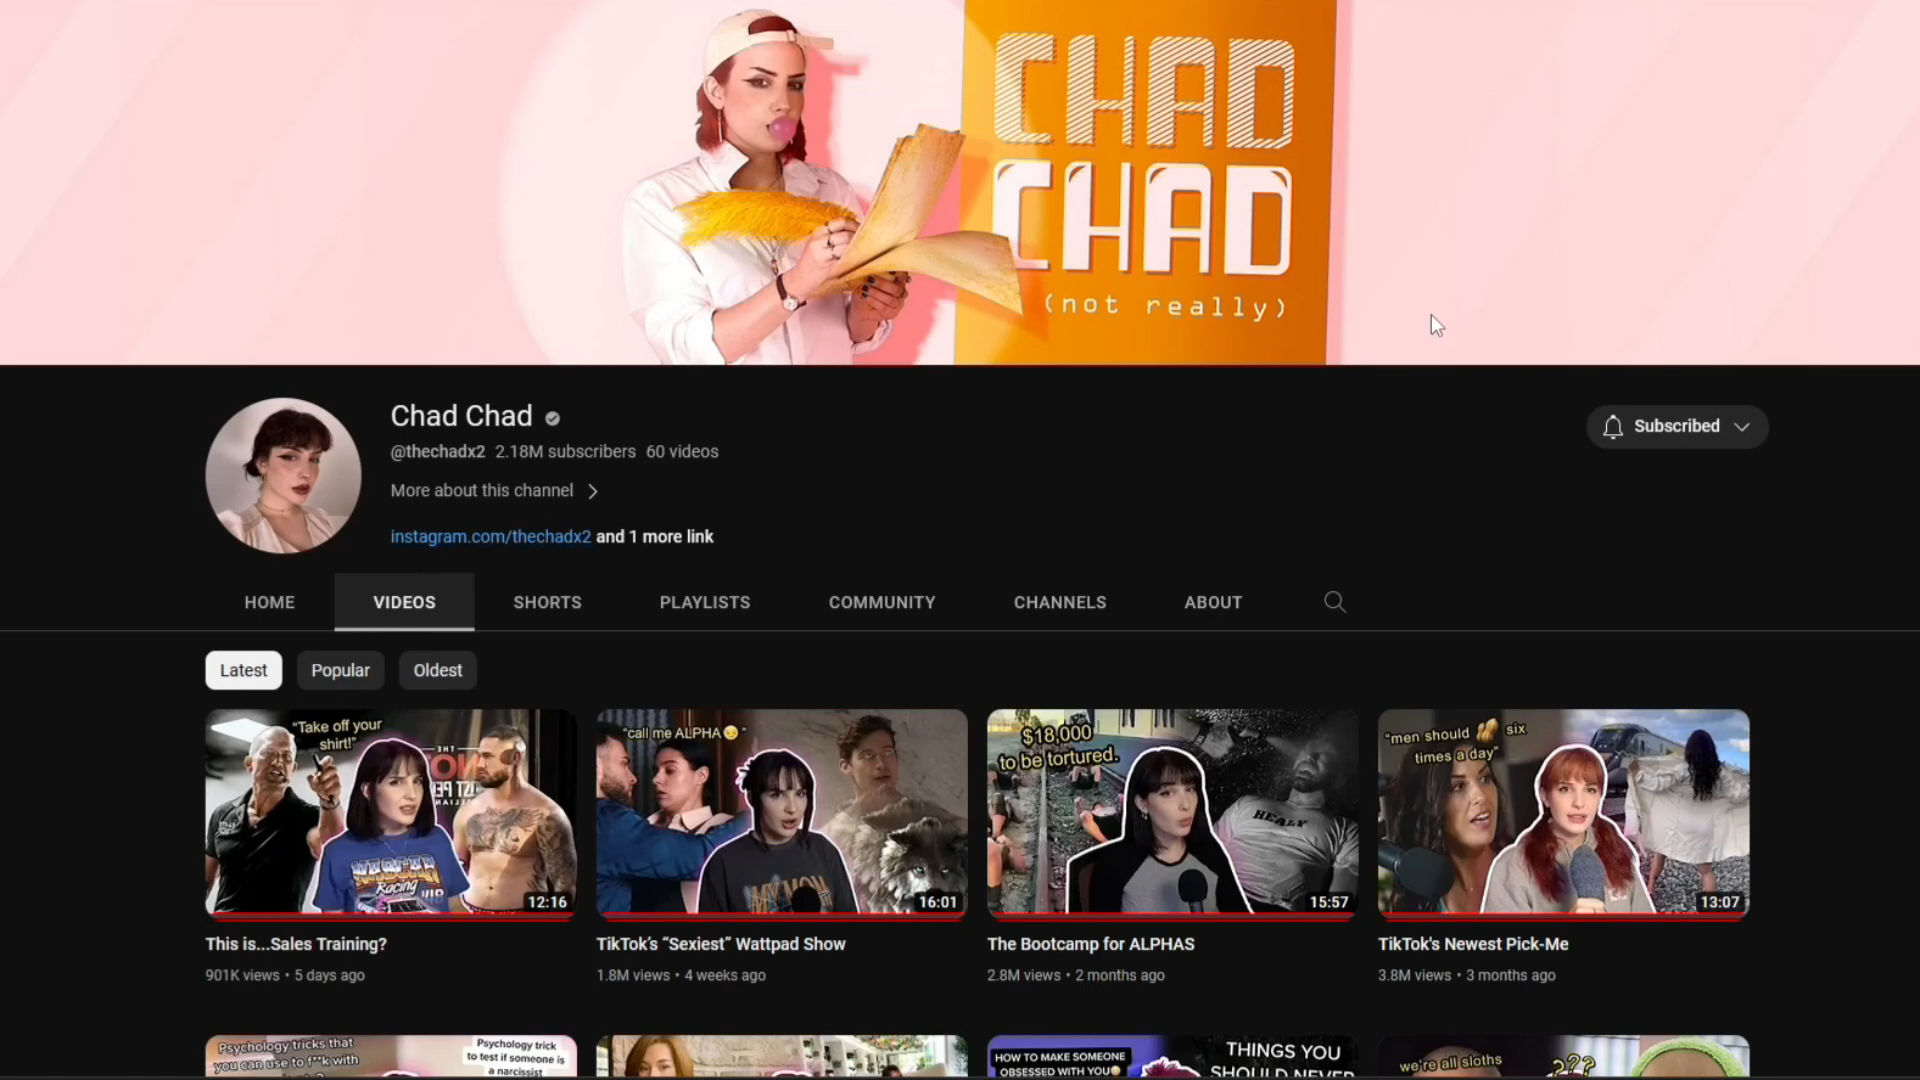 CHAD
CHAD
(not really)
Chad Chad
@thechadx2 2.18M subscribers 60 videos
More about this channel
instagram.com/thechadx2 and 1 more link
Subscribed
HOME VIDEOS SHORTS PLAYLISTS COMMUNITY CHANNELS ABOUT
Latest Popular Oldest
"Take off your
shirt!"
THE
Racing VIP
12:16
"call me ALPHA😏"
16:01
$18,000
to be tortured.
HEALY
15:57
"men should 🥜 six
times a day"
13:07
This is...Sales Training?
901K views • 5 days ago
TikTok's “Sexiest” Wattpad Show
1.8M views • 4 weeks ago
The Bootcamp for ALPHAS
2.8M views • 2 months ago
TikTok's Newest Pick-Me
3.8M views • 3 months ago
Psychology tricks that
you can use to f**k with
Psychology trick
to test if someone is
a narcissist
HOW TO MAKE SOMEONE
OBSESSED WITH YOU
THINGS YOU
SHOULD NEVER
we're all sloths
???